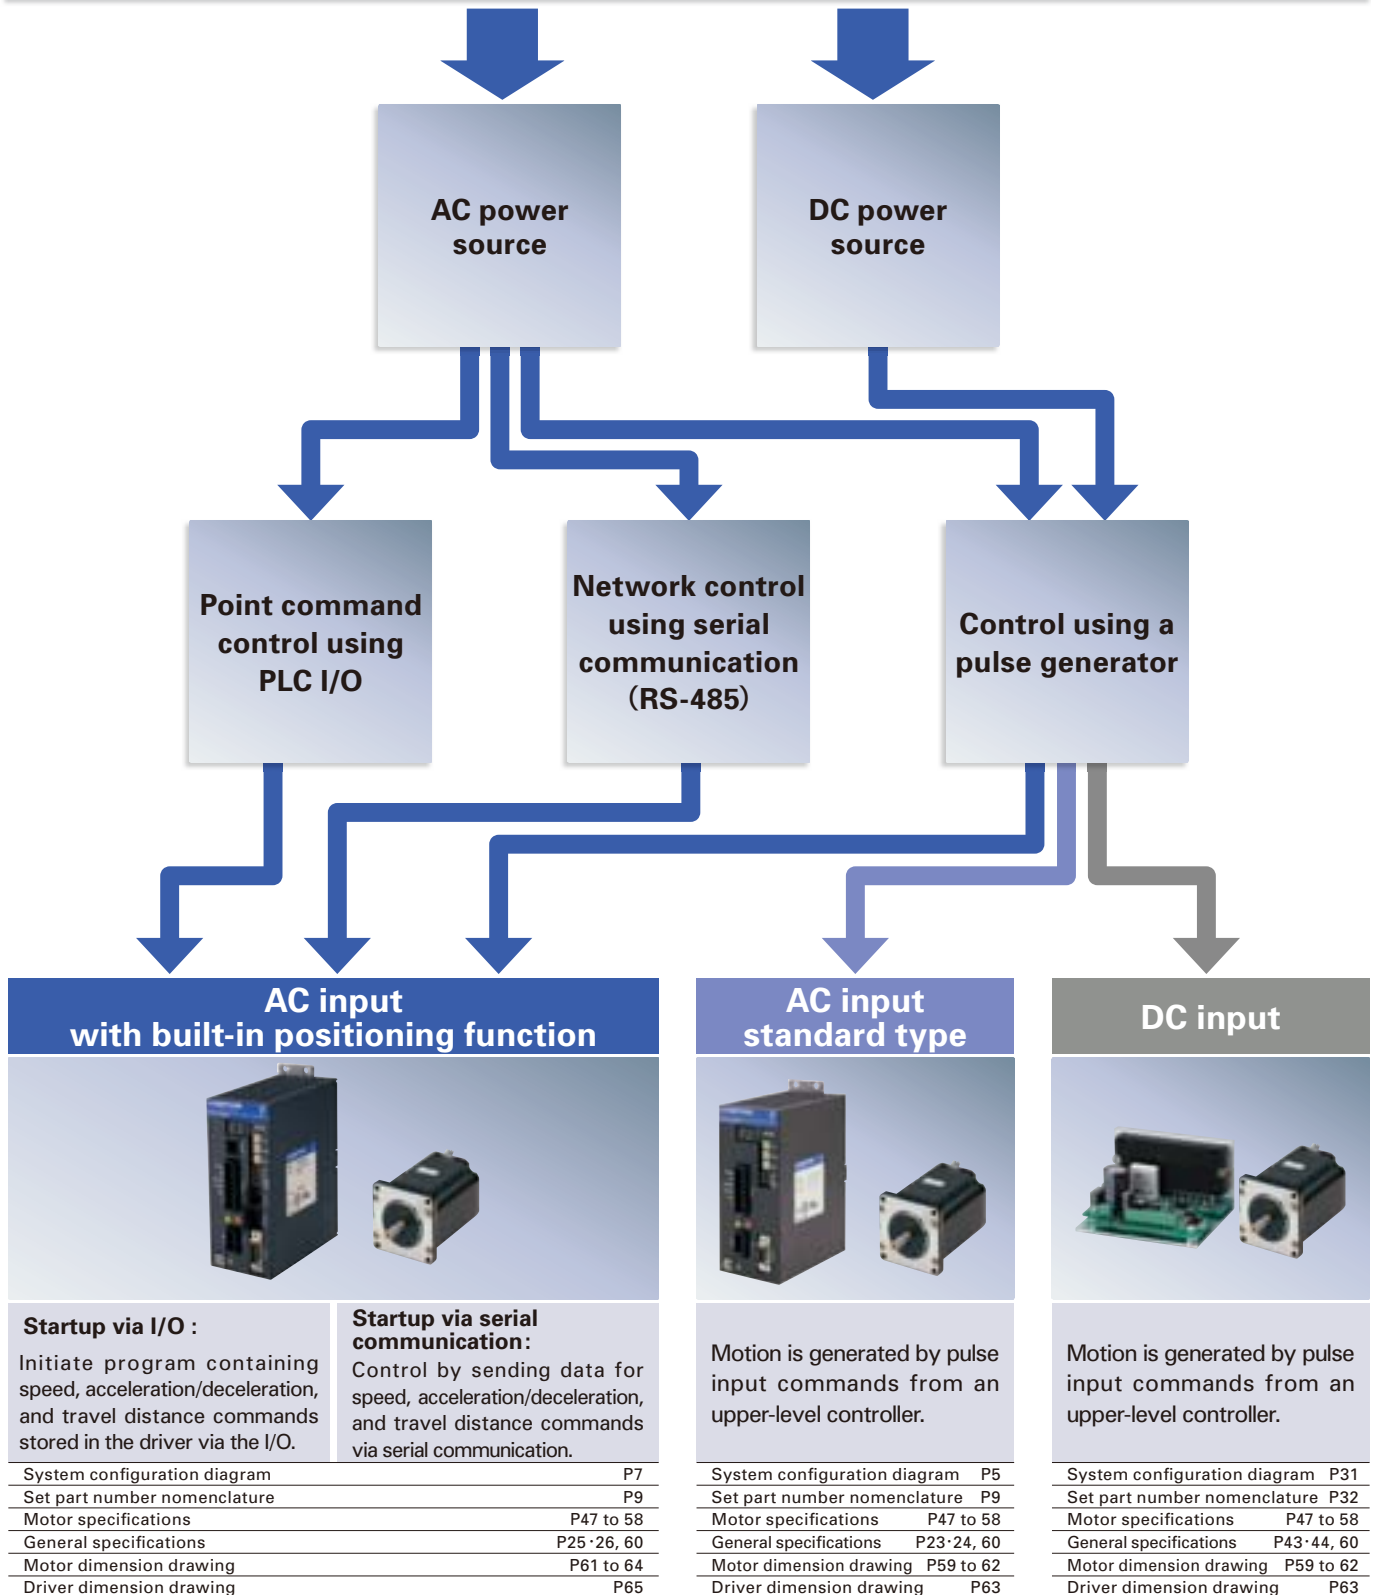 AC power
source
DC power
source
Point command
control using
PLC I/O
Network control
using serial
communication
(RS-485)
Control using a
pulse generator
AC input
with built-in positioning function
AC input
standard type
DC input
Startup via I/O :
Initiate program containing
speed, acceleration/deceleration,
and travel distance commands
stored in the driver via the I/O.
Startup via serial
communication:
Control by sending data for
speed, acceleration/deceleration,
and travel distance commands
via serial communication.
Motion is generated by pulse
input commands from an
upper-level controller.
Motion is generated by pulse
input commands from an
upper-level controller.
System configuration diagram P7
Set part number nomenclature P9
Motor specifications P47 to 58
General specifications P25·26, 60
Motor dimension drawing P61 to 64
Driver dimension drawing P65
System configuration diagram P5
Set part number nomenclature P9
Motor specifications P47 to 58
General specifications P23·24, 60
Motor dimension drawing P59 to 62
Driver dimension drawing P63
System configuration diagram P31
Set part number nomenclature P32
Motor specifications P47 to 58
General specifications P43·44, 60
Motor dimension drawing P59 to 62
Driver dimension drawing P63